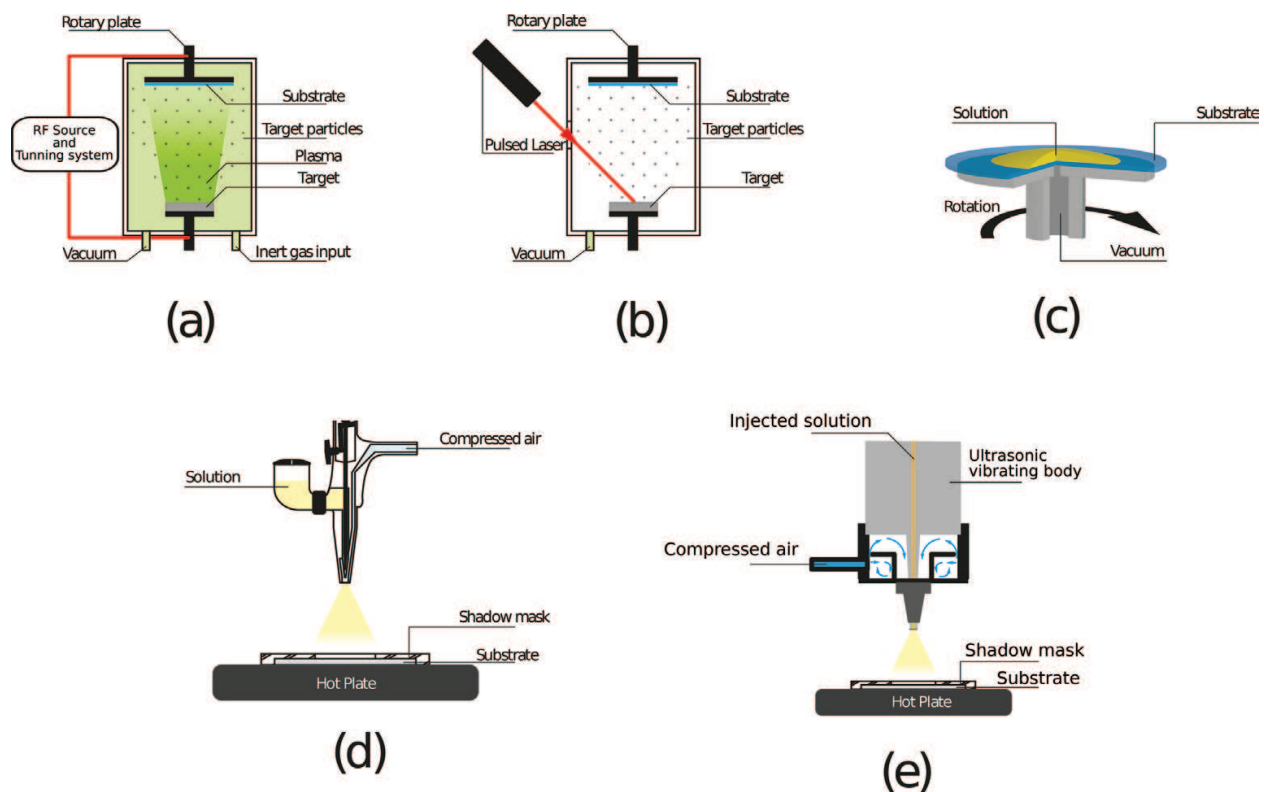 Rotary plate
Substrate
RF Source
and
Tunning system
Target particles
Plasma
Target
Vacuum
Inert gas input
(a)
Rotary plate
Substrate
Target particles
Pulsed Laser
Target
Vacuum
(b)
Solution
Substrate
Rotation
Vacuum
(c)
Compressed air
Solution
Shadow mask
Substrate
Hot Plate
(d)
Injected solution
Ultrasonic
vibrating body
Compressed air
Shadow mask
Substrate
Hot Plate
(e)